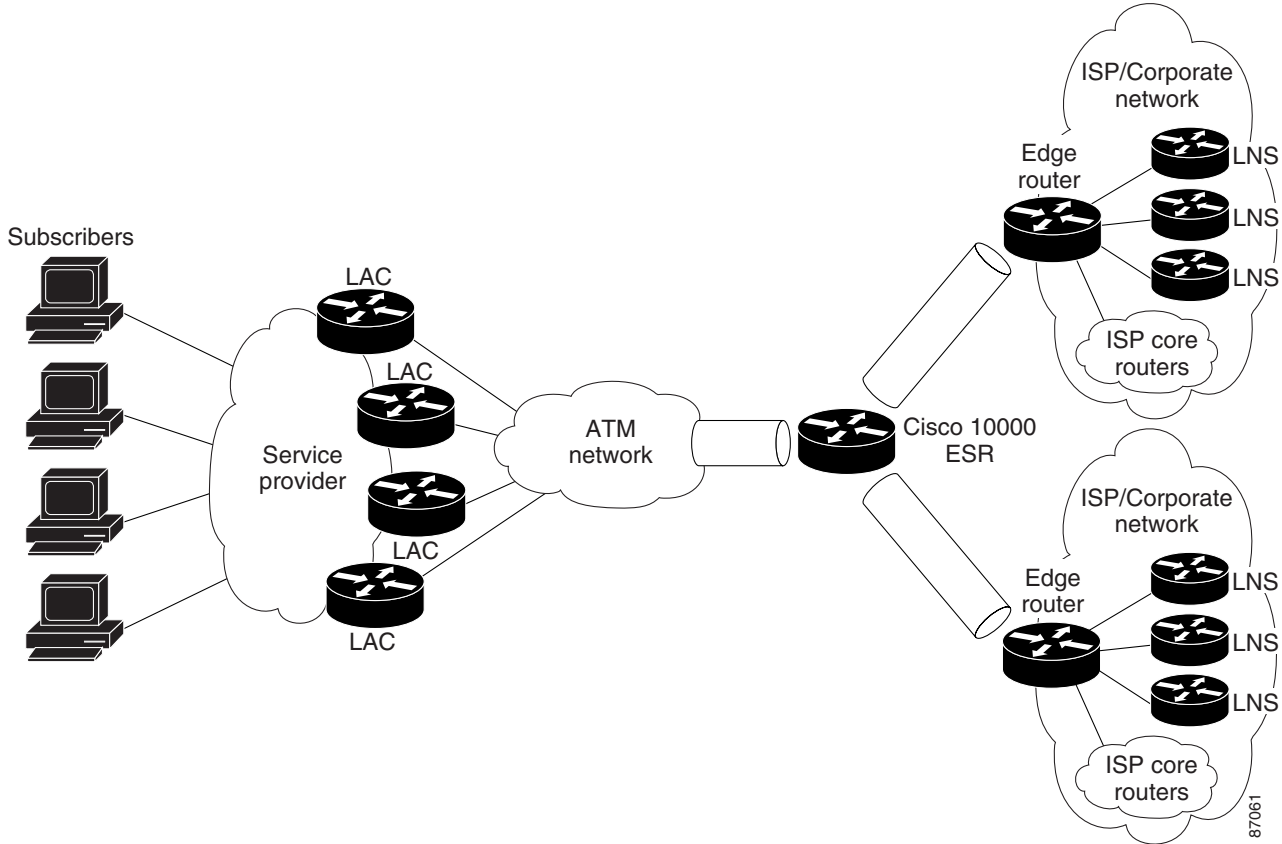 Subscribers
LAC
LAC
LAC
LAC
Service
provider
ATM
network
Cisco 10000
ESR
ISP/Corporate
network
Edge
router
LNS
LNS
LNS
ISP core
routers
ISP/Corporate
network
Edge
router
LNS
LNS
LNS
ISP core
routers
87061